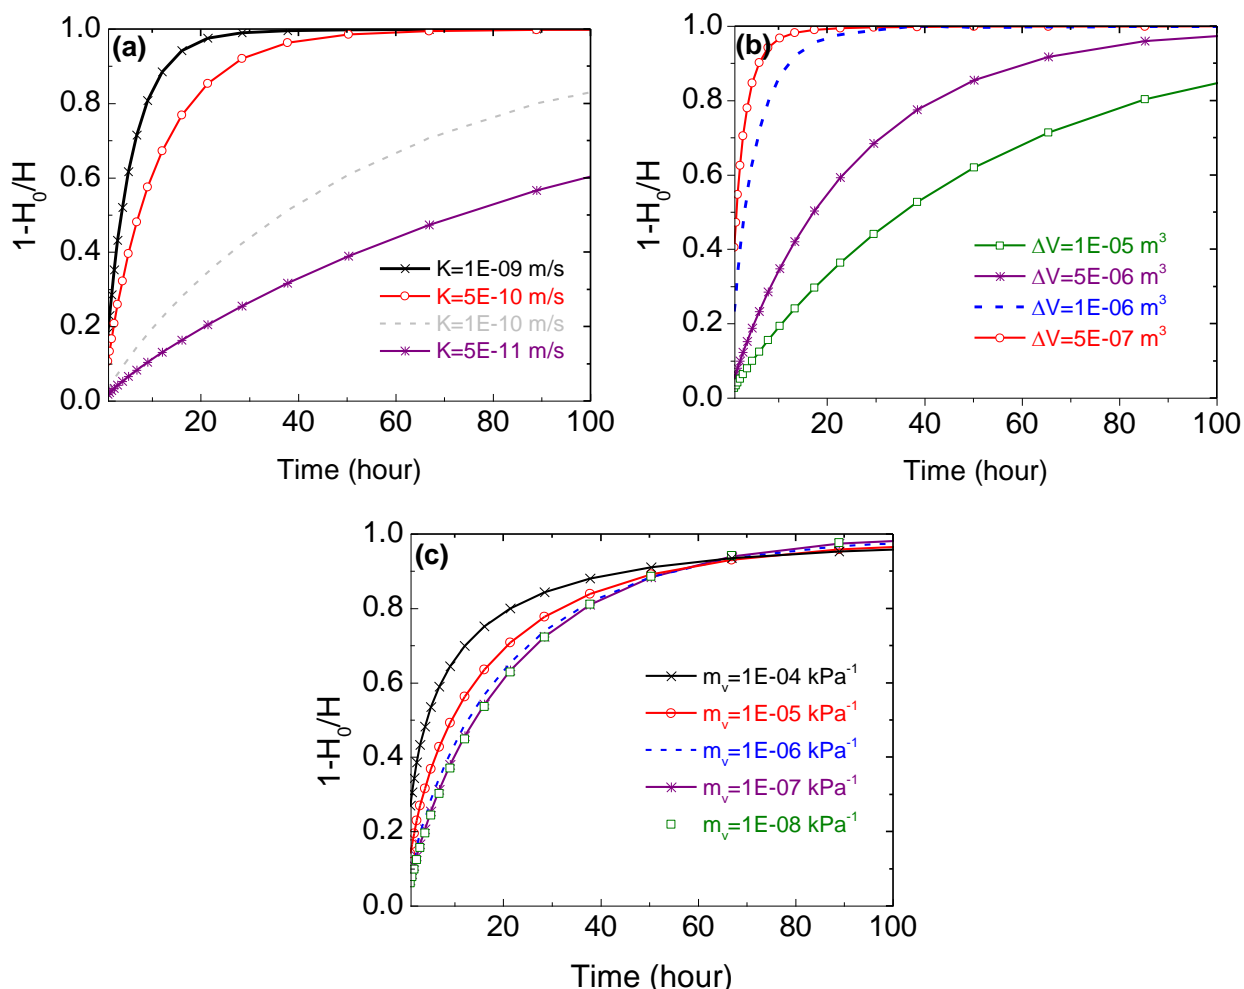 (a)
1-H0/H
1.0
0.8
0.6
0.4
0.2
0.0
K=1E-09 m/s
K=5E-10 m/s
K=1E-10 m/s
K=5E-11 m/s
20 40 60 80 100
Time (hour)
(b)
1-H0/H
1.0
0.8
0.6
0.4
0.2
0.0
ΔV=1E-05 m³
ΔV=5E-06 m³
ΔV=1E-06 m³
ΔV=5E-07 m³
20 40 60 80 100
Time (hour)
(c)
1-H0/H
1.0
0.8
0.6
0.4
0.2
0.0
mv=1E-04 kPa⁻¹
mv=1E-05 kPa⁻¹
mv=1E-06 kPa⁻¹
mv=1E-07 kPa⁻¹
mv=1E-08 kPa⁻¹
20 40 60 80 100
Time (hour)